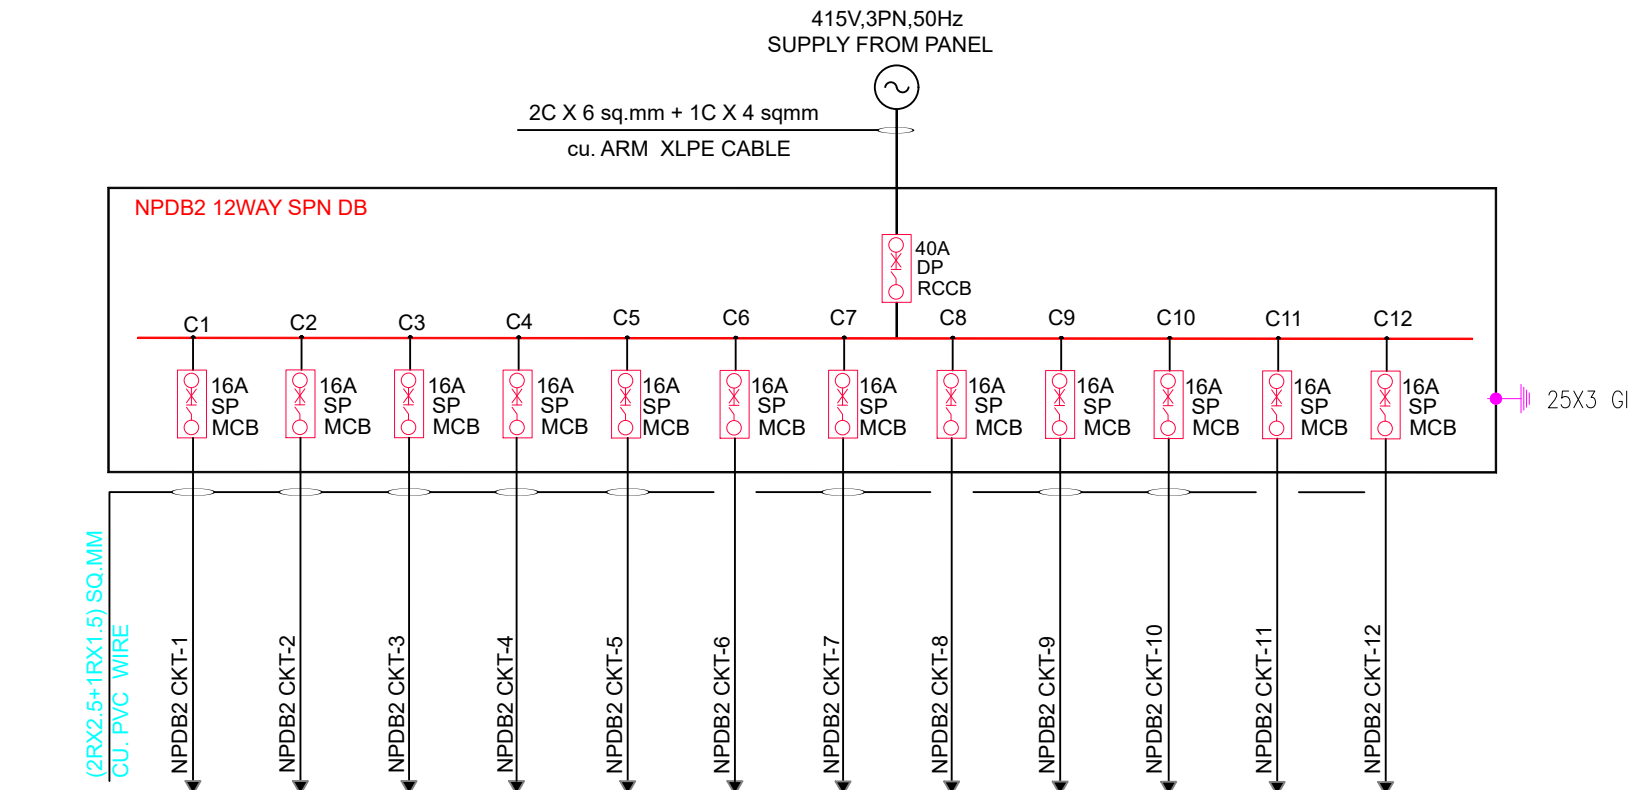 415V,3PN,50Hz
SUPPLY FROM PANEL
2C X 6 sq.mm + 1C X 4 sqmm
cu. ARM XLPE CABLE
NPDB2 12WAY SPN DB
40A
DP
RCCB
C1 C2 C3 C4 C5 C6 C7 C8 C9 C10 C11 C12
16A 16A 16A 16A 16A 16A 16A 16A 16A 16A 16A 16A
SP SP SP SP SP SP SP SP SP SP SP SP
MCB MCB MCB MCB MCB MCB MCB MCB MCB MCB MCB MCB
25X3 GI
(2RX2.5+1RX1.5) SQ.MM
CU. PVC WIRE
NPDB2 CKT-1
NPDB2 CKT-2
NPDB2 CKT-3
NPDB2 CKT-4
NPDB2 CKT-5
NPDB2 CKT-6
NPDB2 CKT-7
NPDB2 CKT-8
NPDB2 CKT-9
NPDB2 CKT-10
NPDB2 CKT-11
NPDB2 CKT-12